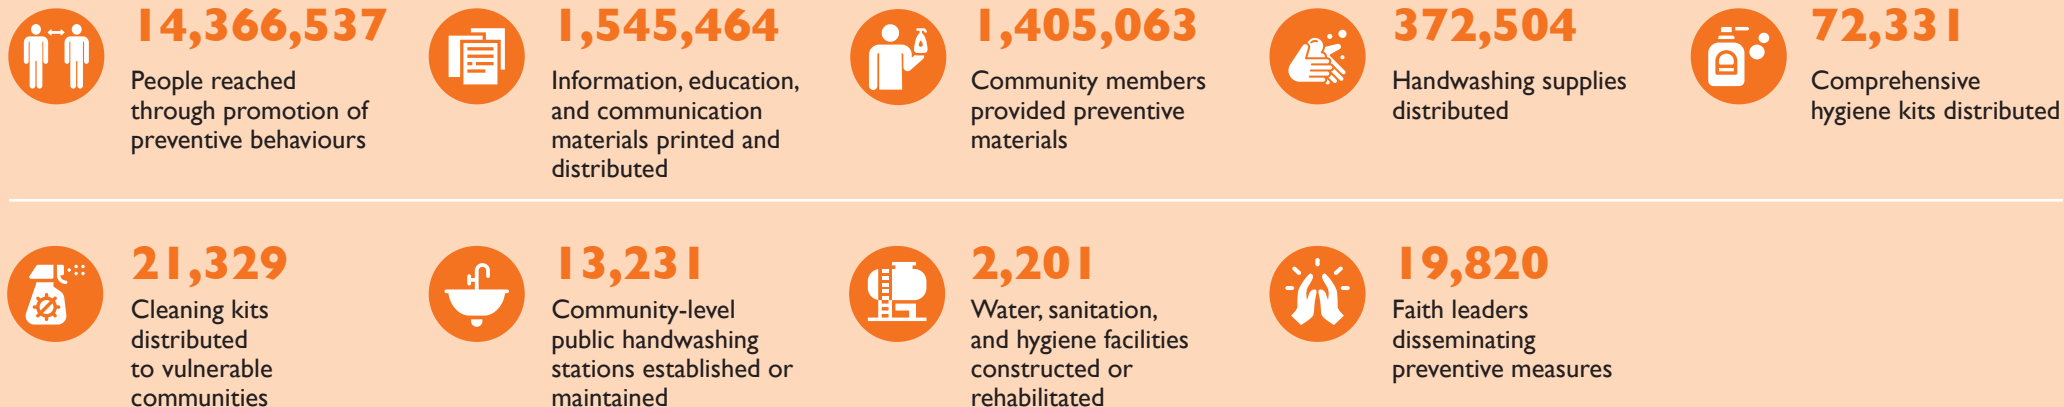 14,366,537
People reached
through promotion of
preventive behaviours
1,545,464
Information, education,
and communication
materials printed and
distributed
1,405,063
Community members
provided preventive
materials
372,504
Handwashing supplies
distributed
72,331
Comprehensive
hygiene kits distributed
21,329
Cleaning kits
distributed
to vulnerable
communities
13,231
Community-level
public handwashing
stations established or
maintained
2,201
Water, sanitation,
and hygiene facilities
constructed or
rehabilitated
19,820
Faith leaders
disseminating
preventive measures